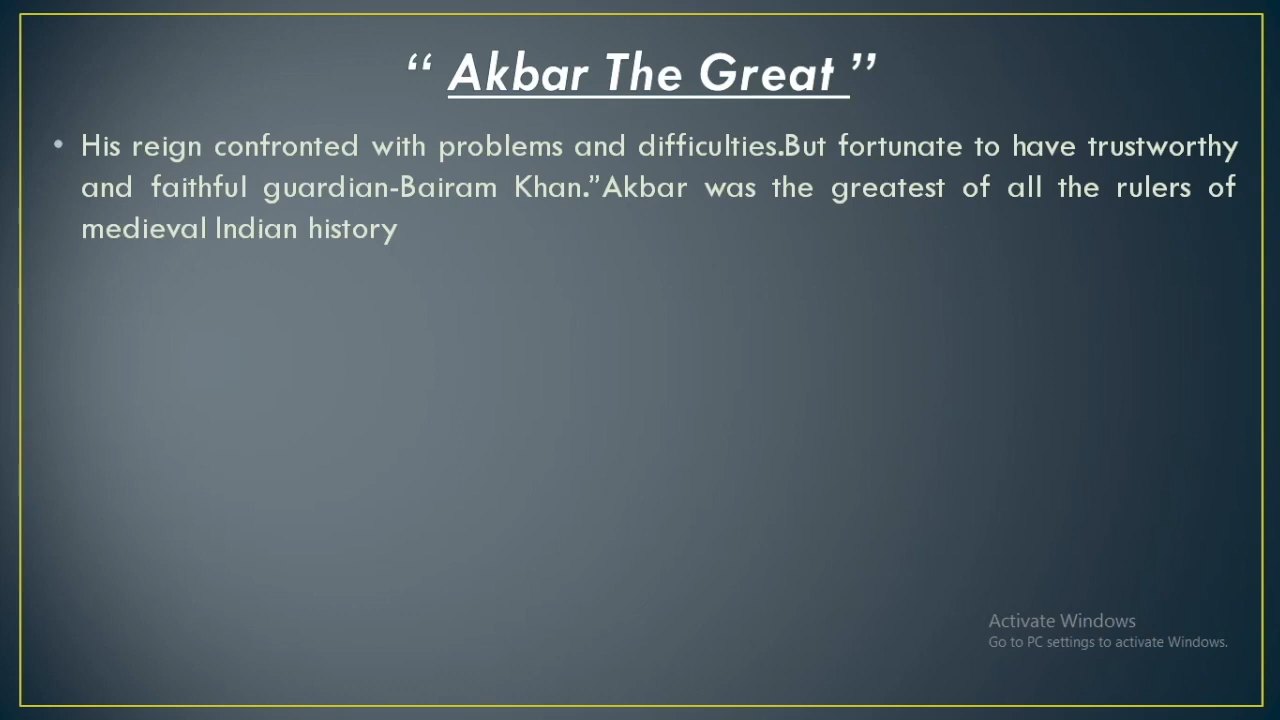 “ Akbar The Great ”
• His reign confronted with problems and difficulties.But fortunate to have trustworthy
and faithful guardian-Bairam Khan.”Akbar was the greatest of all the rulers of
medieval Indian history
Activate Windows
Go to PC settings to activate Windows.